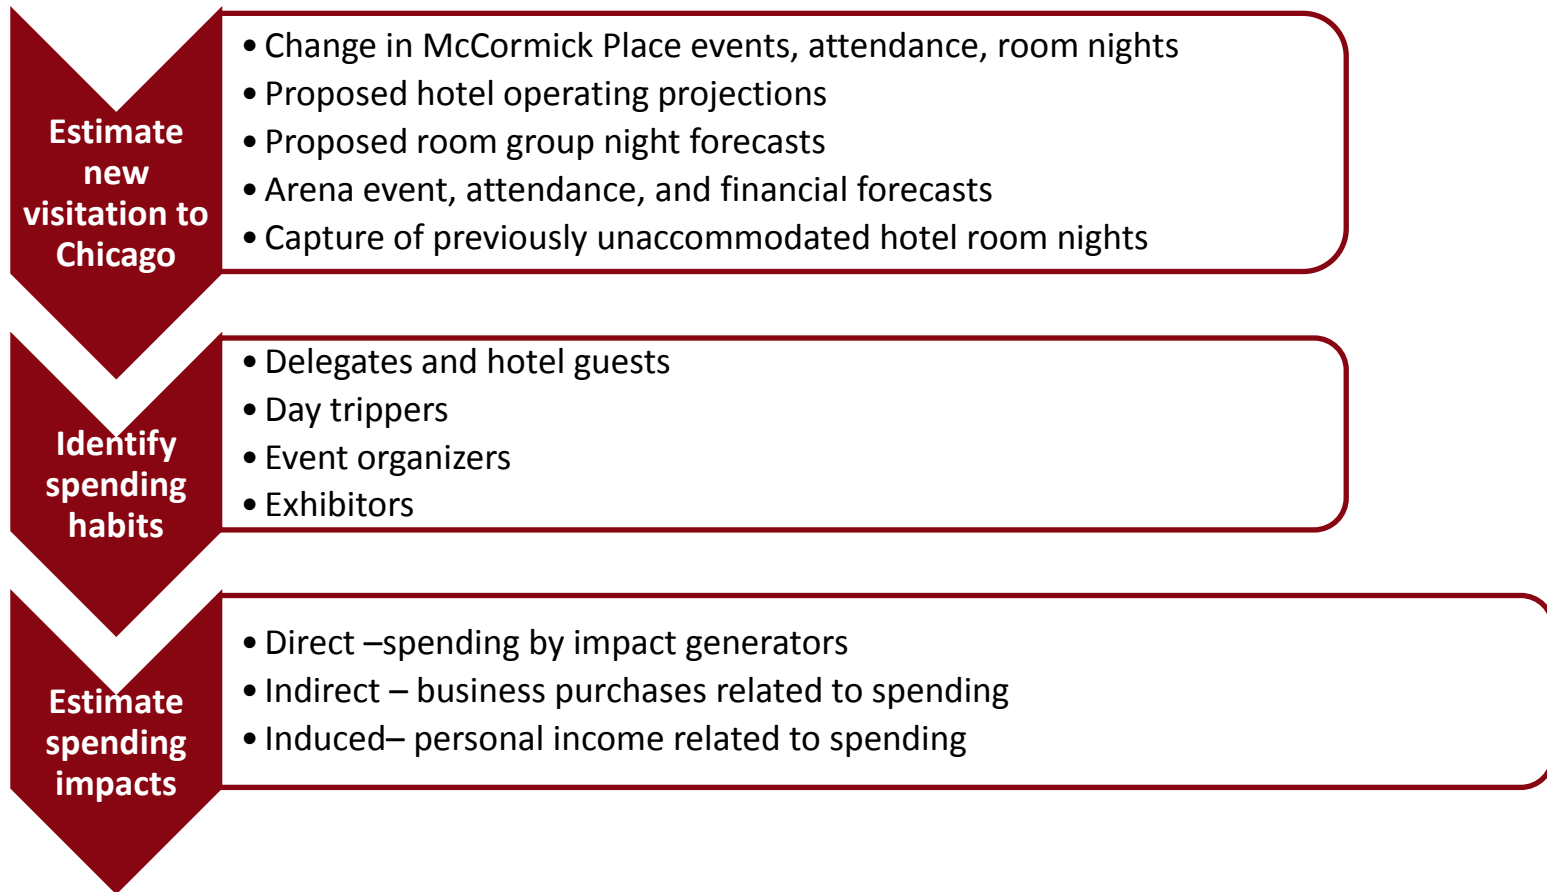 Estimate
new
visitation to
Chicago
• Change in McCormick Place events, attendance, room nights
• Proposed hotel operating projections
• Proposed room group night forecasts
• Arena event, attendance, and financial forecasts
• Capture of previously unaccommodated hotel room nights
Identify
spending
habits
• Delegates and hotel guests
• Day trippers
• Event organizers
• Exhibitors
Estimate
spending
impacts
• Direct –spending by impact generators
• Indirect – business purchases related to spending
• Induced– personal income related to spending